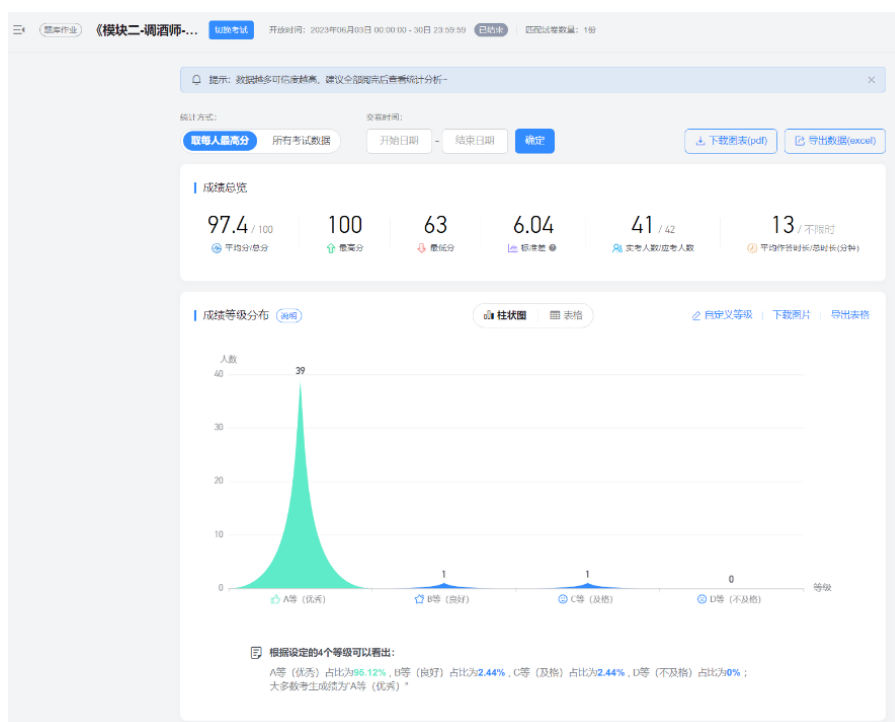 题库作业 《模块二-调酒师-... 切换考试 开放时间：2023年06月03日 00:00:00 - 30日 23:59:59 已结束 匹配试卷数量：1份
提示：数据越多可信度越高，建议全部阅完后查看统计分析~
统计方式： 交卷时间：
取每人最高分 所有考试数据 开始日期 - 结束日期 确定 下载图表(pdf) 导出数据(excel)
成绩总览
97.4 / 100 100 63 6.04 41 / 42 13 / 不限时
平均分/总分 最高分 最低分 标准差 实考人数/应考人数 平均作答时长/总时长(分钟)
成绩等级分布 说明 柱状图 表格 自定义等级 下载图片 导出表格
人数
40
39
30
20
10
1 1 0
0 等级
A等（优秀） B等（良好） C等（及格） D等（不及格）
根据设定的4个等级可以看出：
A等（优秀）占比为95.12%，B等（良好）占比为2.44%，C等（及格）占比为2.44%，D等（不及格）占比为0%；
大多数考生成绩为"A等（优秀）"